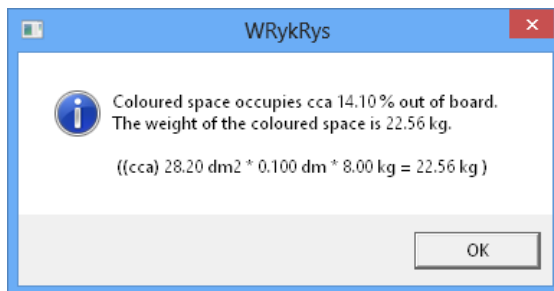 WRykRys
Coloured space occupies cca 14.10% out of board.
The weight of the coloured space is 22.56 kg.
((cca) 28.20 dm2 * 0.100 dm * 8.00 kg = 22.56 kg )
OK